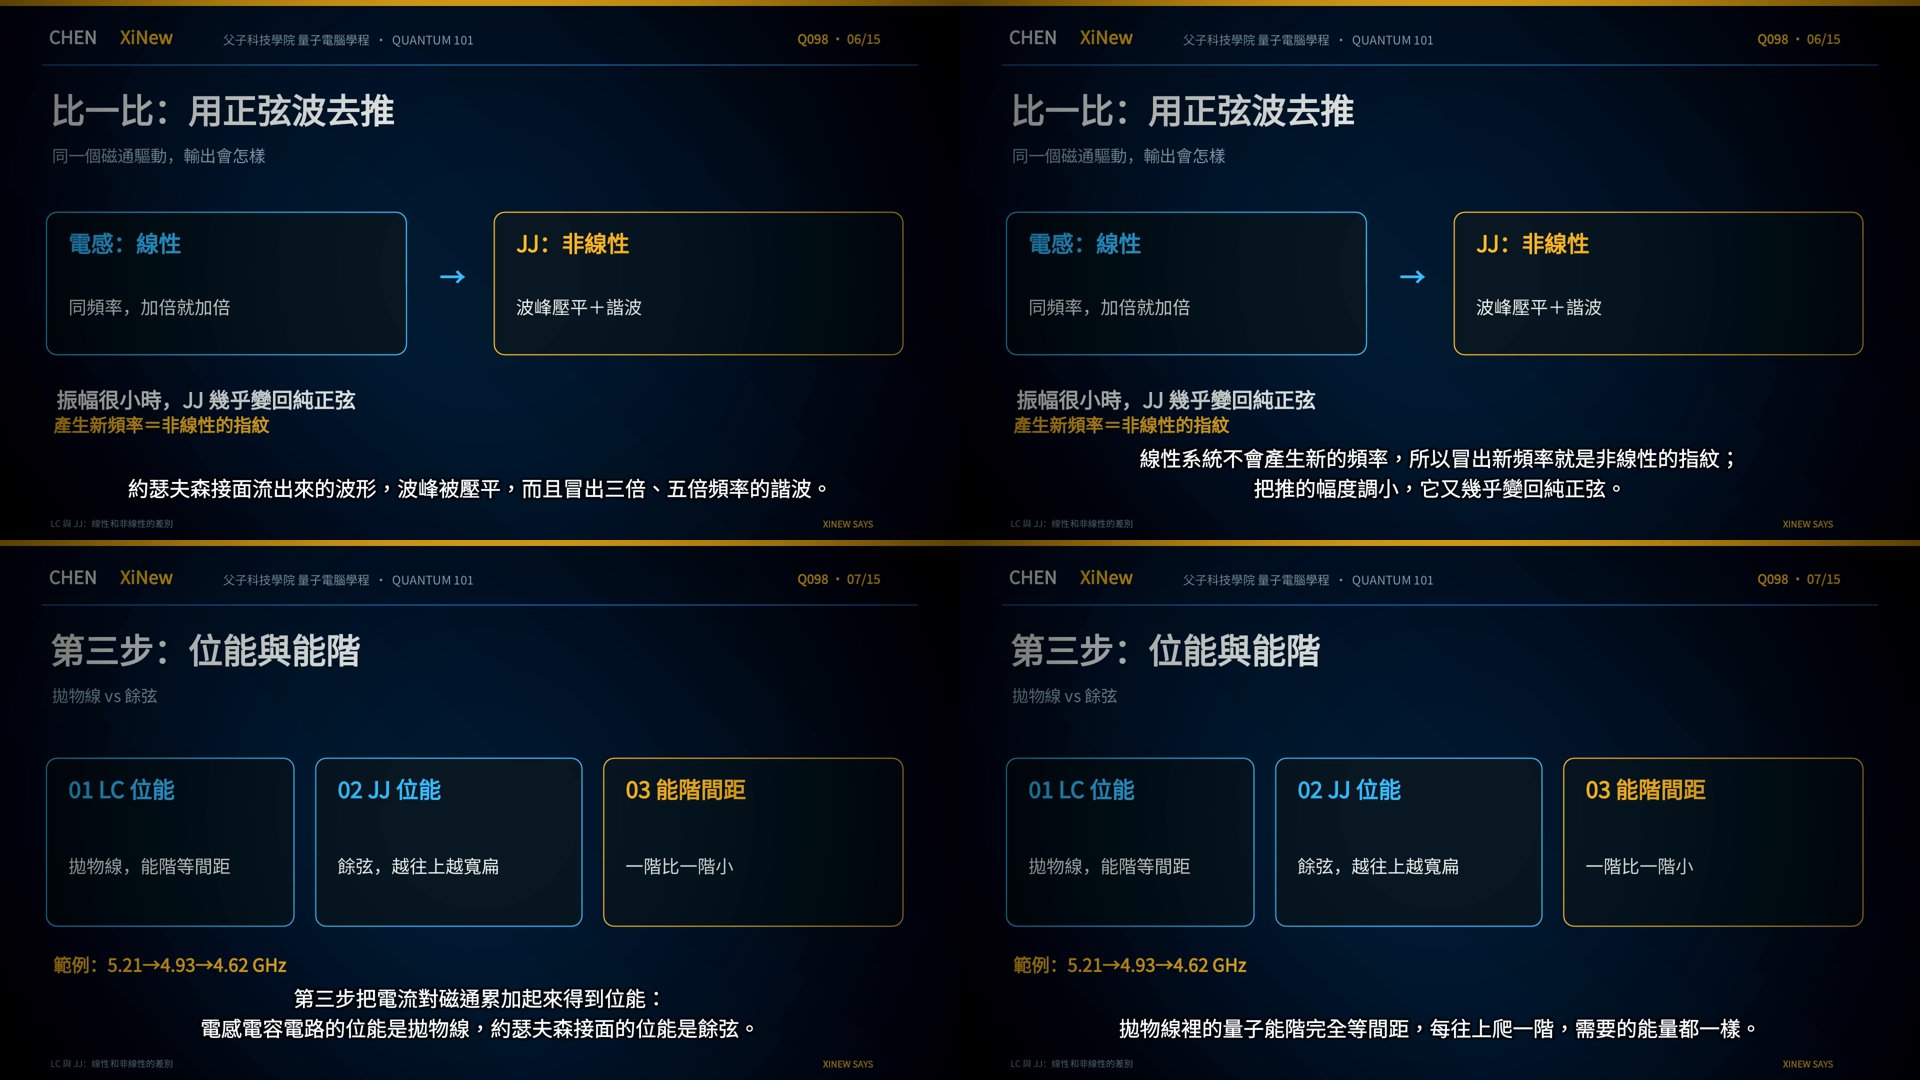 CHEN XiNew 父子科技學院 量子電腦學程 · QUANTUM 101 Q098 · 06/15
比一比：用正弦波去推
同一個磁通驅動，輸出會怎樣
電感：線性
同頻率，加倍就加倍
→
JJ：非線性
波峰壓平＋諧波
振幅很小時，JJ 幾乎變回純正弦
產生新頻率＝非線性的指紋
約瑟夫森接面流出來的波形，波峰被壓平，而且冒出三倍、五倍頻率的諧波。
LC 與 JJ：線性和非線性的差別 XINEW SAYS
CHEN XiNew 父子科技學院 量子電腦學程 · QUANTUM 101 Q098 · 06/15
比一比：用正弦波去推
同一個磁通驅動，輸出會怎樣
電感：線性
同頻率，加倍就加倍
→
JJ：非線性
波峰壓平＋諧波
振幅很小時，JJ 幾乎變回純正弦
產生新頻率＝非線性的指紋
線性系統不會產生新的頻率，所以冒出新頻率就是非線性的指紋；
把推的幅度調小，它又幾乎變回純正弦。
LC 與 JJ：線性和非線性的差別 XINEW SAYS
CHEN XiNew 父子科技學院 量子電腦學程 · QUANTUM 101 Q098 · 07/15
第三步：位能與能階
拋物線 vs 餘弦
01 LC 位能
拋物線，能階等間距
02 JJ 位能
餘弦，越往上越寬扁
03 能階間距
一階比一階小
範例：5.21→4.93→4.62 GHz
第三步把電流對磁通累加起來得到位能：
電感電容電路的位能是拋物線，約瑟夫森接面的位能是餘弦。
LC 與 JJ：線性和非線性的差別 XINEW SAYS
CHEN XiNew 父子科技學院 量子電腦學程 · QUANTUM 101 Q098 · 07/15
第三步：位能與能階
拋物線 vs 餘弦
01 LC 位能
拋物線，能階等間距
02 JJ 位能
餘弦，越往上越寬扁
03 能階間距
一階比一階小
範例：5.21→4.93→4.62 GHz
拋物線裡的量子能階完全等間距，每往上爬一階，需要的能量都一樣。
LC 與 JJ：線性和非線性的差別 XINEW SAYS